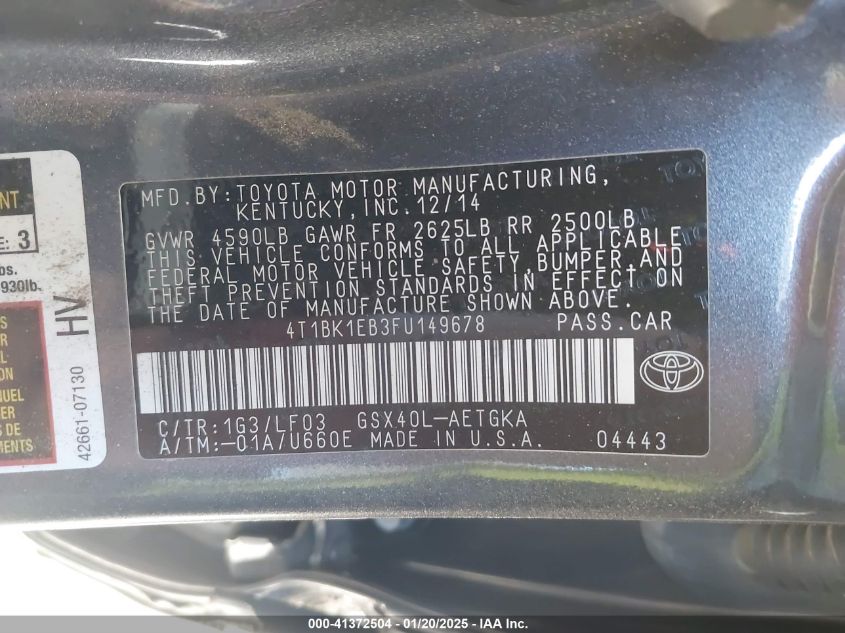 MFD.BY:TOYOTA MOTOR MANUFACTURING,
KENTUCKY,INC.12/14
GVWR 4590LB GAWR FR 2625LB RR 2500LB
THIS VEHICLE CONFORMS TO ALL APPLICABLE
FEDERAL MOTOR VEHICLE SAFETY,BUMPER,AND
THEFT PREVENTION STANDARDS IN EFFECT ON
THE DATE OF MANUFACTURE SHOWN ABOVE.
4T1BK1EB3FU149678 PASS.CAR
C/TR:1G3/LF03 GSX40L-AETGKA
A/TM:-01A/U660E MADE IN U.S.A. 04443
E: 3
930lb.
HV
42661-07130
000-41372504 - 01/20/2025 - IAA Inc.